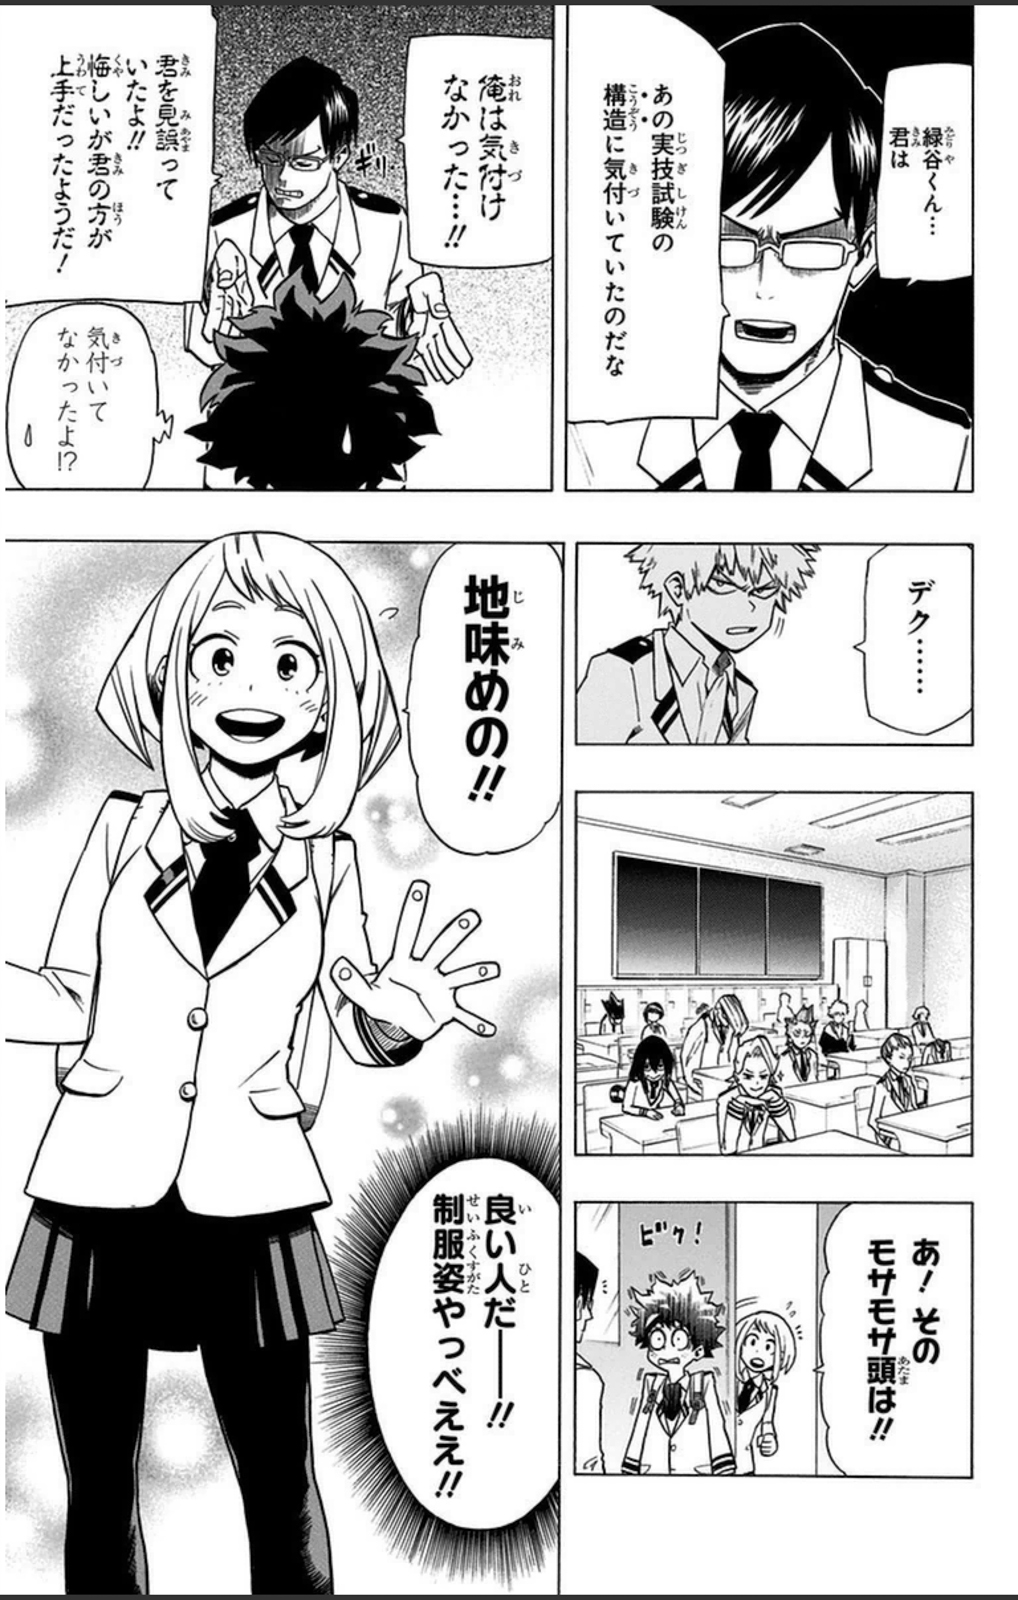 緑谷くん…
君は
あの実技試験の
構造に気付いていたのだな
俺は気付け
なかった…!!
ギリ
君を見誤って
いたよ!!
悔しいが君の方が
上手だったようだ!
気付いて
なかったよ!?
デク……
あ!その
モサモサ頭は!!
ビクッ!
地味めの!!
良い人だ――!!
制服姿やっべええ!!